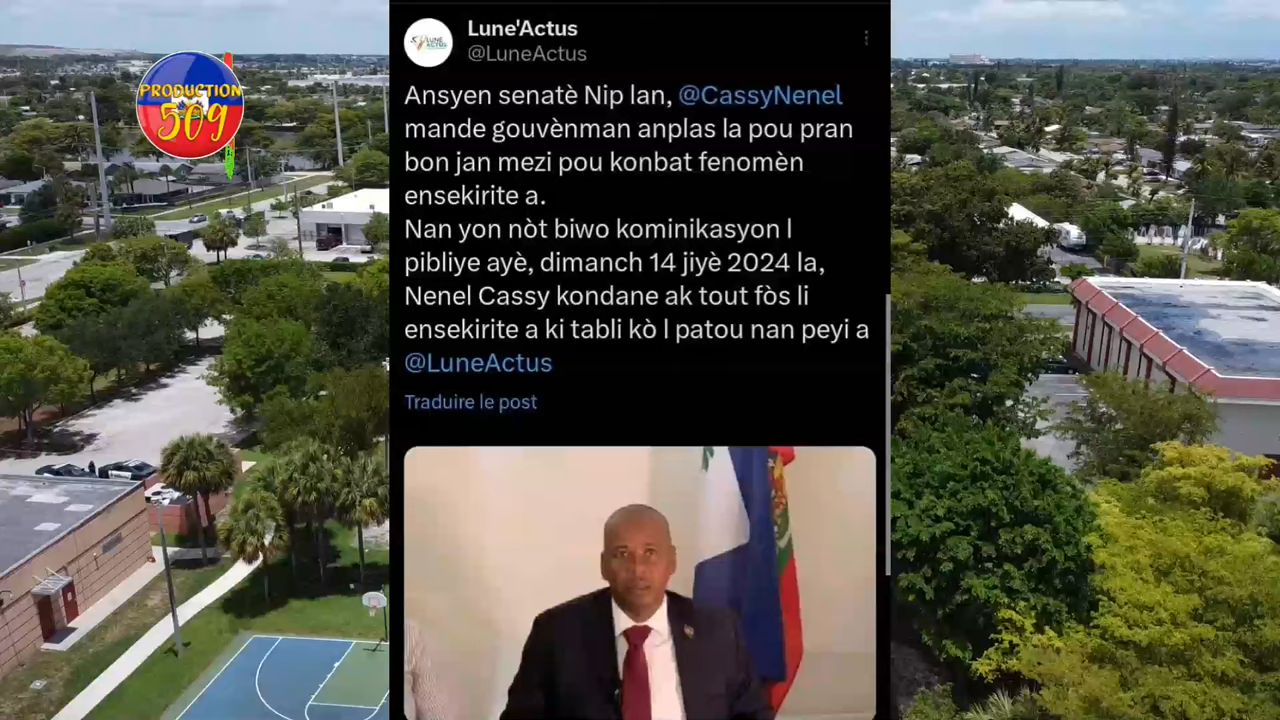 PRODUCTION
509
LUNE
ACTUS
Lune'Actus
@LuneActus
Ansyen senatè Nip lan, @CassyNenel
mande gouvènman anplas la pou pran
bon jan mezi pou konbat fenomèn
ensekirite a.
Nan yon nòt biwo kominikasyon l
pibliye ayè, dimanch 14 jiyè 2024 la,
Nenel Cassy kondane ak tout fòs li
ensekirite a ki tabli kò l patou nan peyi a
@LuneActus
Traduire le post